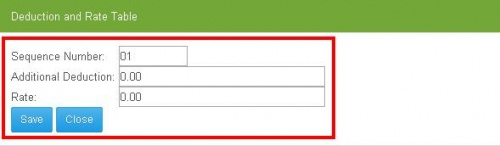 Deduction and Rate Table
Sequence Number: 01
Additional Deduction: 0.00
Rate: 0.00
Save Close